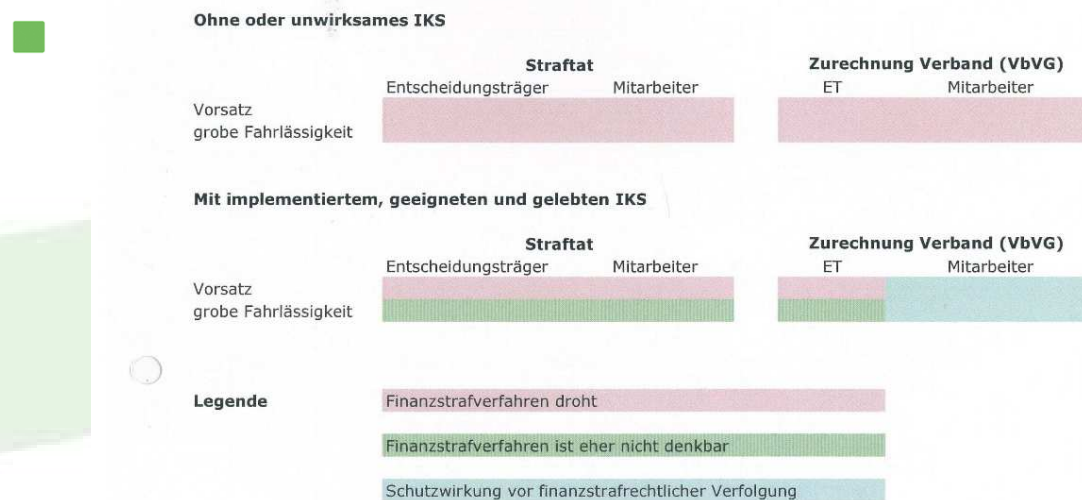 Ohne oder unwirksames IKS
Straftat Zurechnung Verband (VbVG)
Entscheidungsträger Mitarbeiter ET Mitarbeiter
Vorsatz
grobe Fahrlässigkeit
Mit implementiertem, geeigneten und gelebten IKS
Straftat Zurechnung Verband (VbVG)
Entscheidungsträger Mitarbeiter ET Mitarbeiter
Vorsatz
grobe Fahrlässigkeit
Legende Finanzstrafverfahren droht
Finanzstrafverfahren ist eher nicht denkbar
Schutzwirkung vor finanzstrafrechtlicher Verfolgung